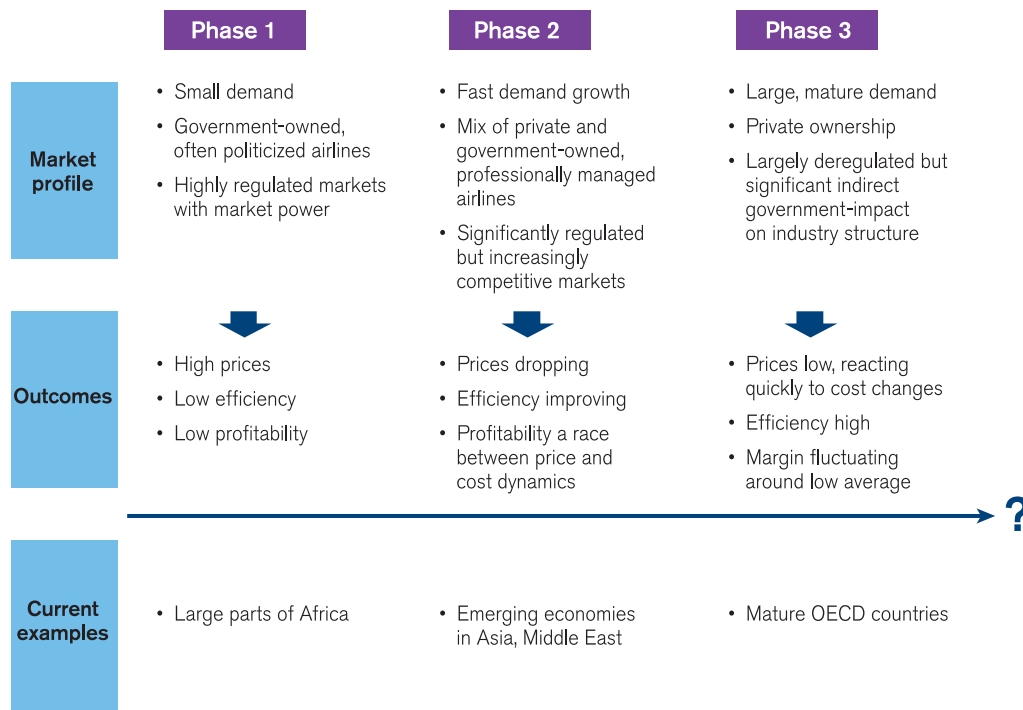 Phase 1
Phase 2
Phase 3
Market
profile
• Small demand
• Government-owned,
often politicized airlines
• Highly regulated markets
with market power
• Fast demand growth
• Mix of private and
government-owned,
professionally managed
airlines
• Significantly regulated
but increasingly
competitive markets
• Large, mature demand
• Private ownership
• Largely deregulated but
significant indirect
government-impact
on industry structure
Outcomes
• High prices
• Low efficiency
• Low profitability
• Prices dropping
• Efficiency improving
• Profitability a race
between price and
cost dynamics
• Prices low, reacting
quickly to cost changes
• Efficiency high
• Margin fluctuating
around low average
?
Current
examples
• Large parts of Africa
• Emerging economies
in Asia, Middle East
• Mature OECD countries